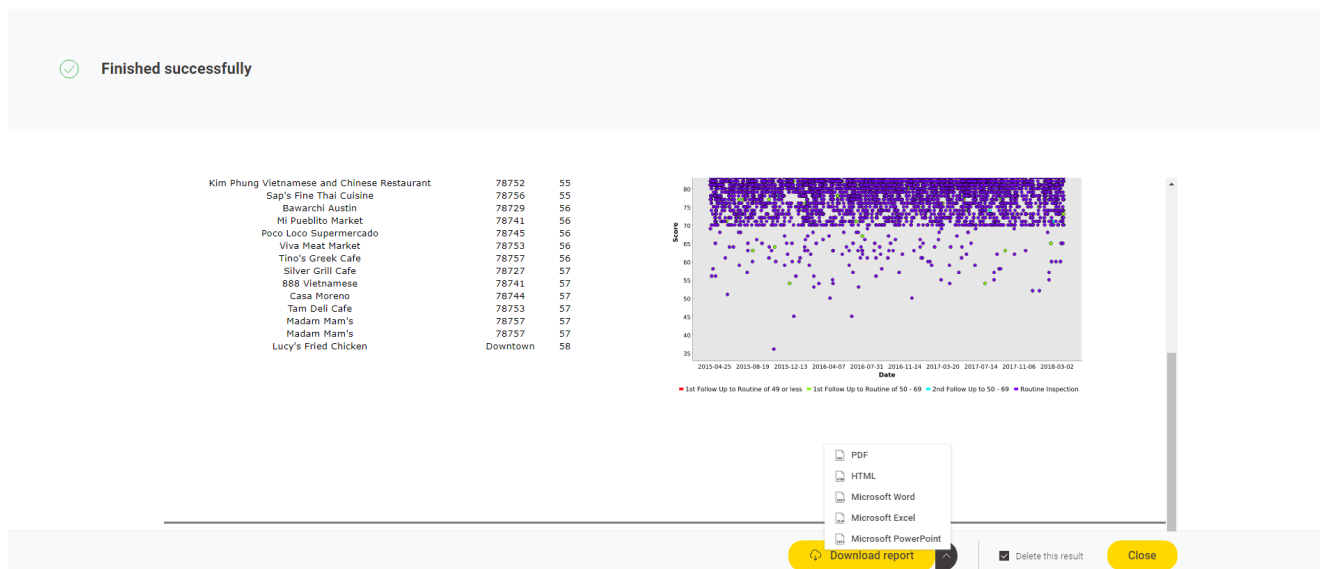 Finished successfully
Kim Phung Vietnamese and Chinese Restaurant 78752 55
Sap's Fine Thai Cuisine 78756 55
Bawarchi Austin 78729 56
Mi Pueblito Market 78741 56
Poco Loco Supermercado 78745 56
Viva Meat Market 78753 56
Tino's Greek Cafe 78757 56
Silver Grill Cafe 78727 57
888 Vietnamese 78741 57
Casa Moreno 78744 57
Tam Deli Cafe 78753 57
Madam Mam's 78757 57
Madam Mam's 78757 57
Lucy's Fried Chicken Downtown 58
Score
80
75
70
65
60
55
50
45
40
35
2015-04-25 2015-08-19 2015-12-13 2016-04-07 2016-07-31 2016-11-24 2017-03-20 2017-07-14 2017-11-06 2018-03-02
Date
1st Follow Up to Routine of 49 or less 1st Follow Up to Routine of 50 - 69 2nd Follow Up to 50 - 69 Routine Inspection
PDF
HTML
Microsoft Word
Microsoft Excel
Microsoft PowerPoint
Download report Delete this result Close